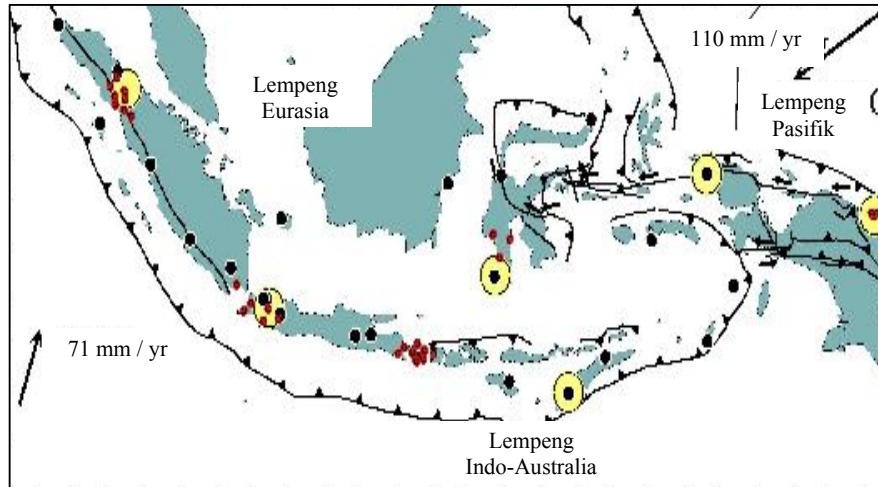 110 mm / yr
Lempeng
Eurasia
Lempeng
Pasifik
71 mm / yr
Lempeng
Indo-Australia